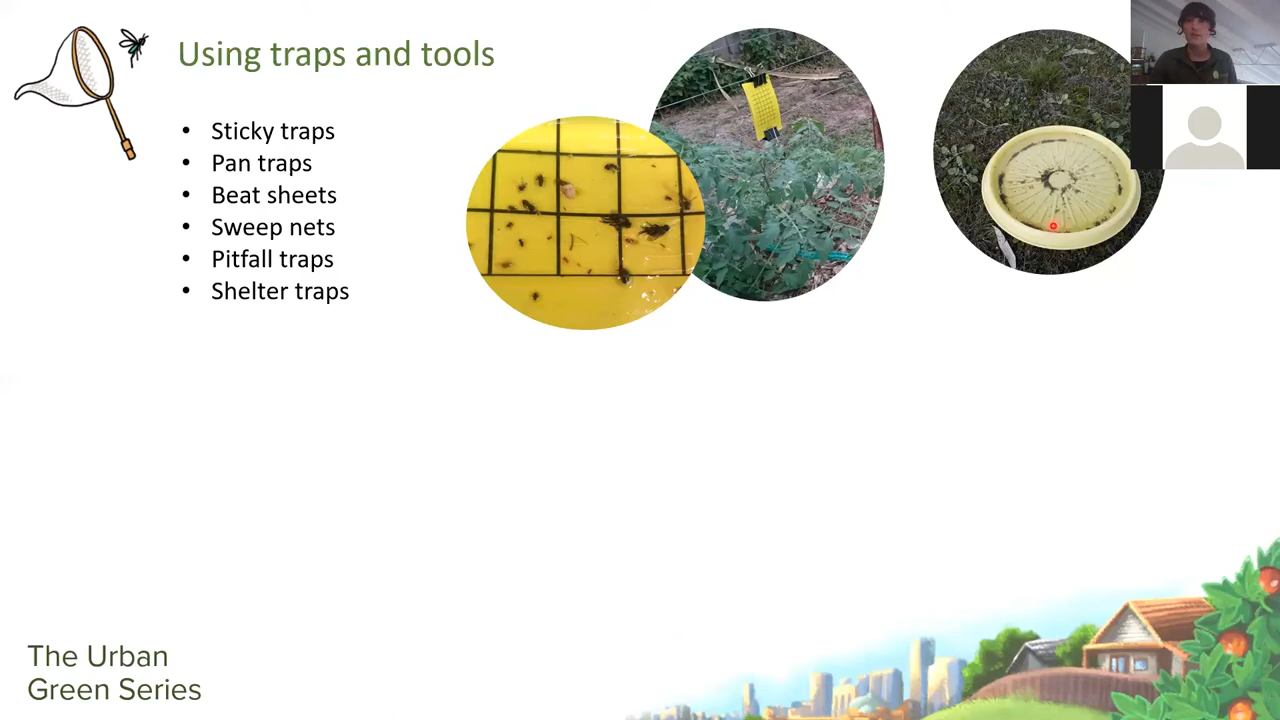 Using traps and tools
Sticky traps
Pan traps
Beat sheets
Sweep nets
Pitfall traps
Shelter traps
The Urban
Green Series